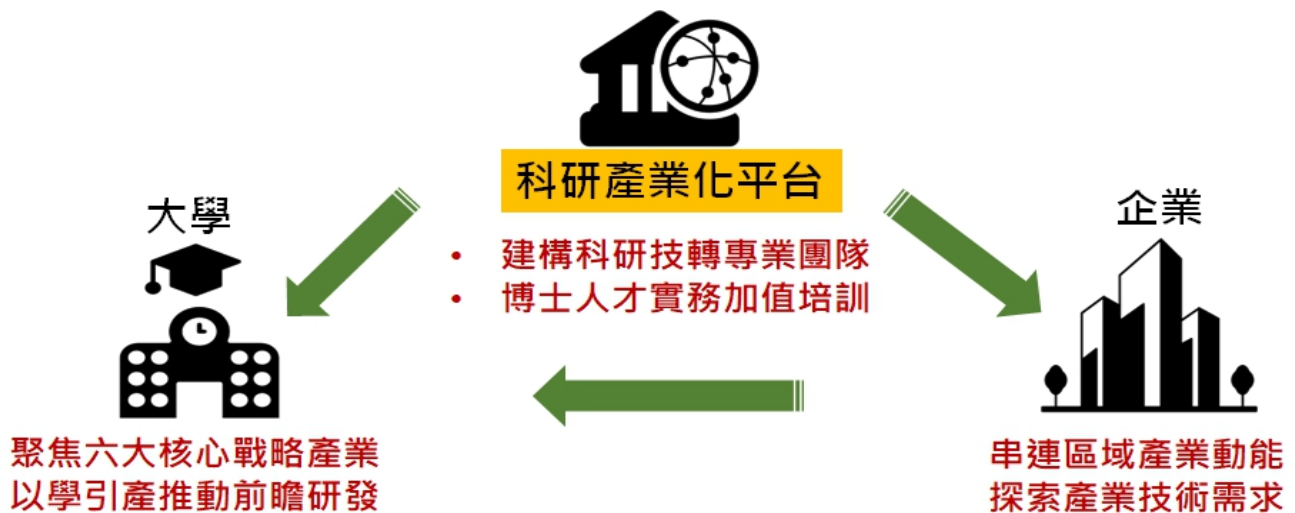 科研產業化平台
• 建構科研技轉專業團隊
• 博士人才實務加值培訓
大學
聚焦六大核心戰略產業
以學引產推動前瞻研發
企業
串連區域產業動能
探索產業技術需求